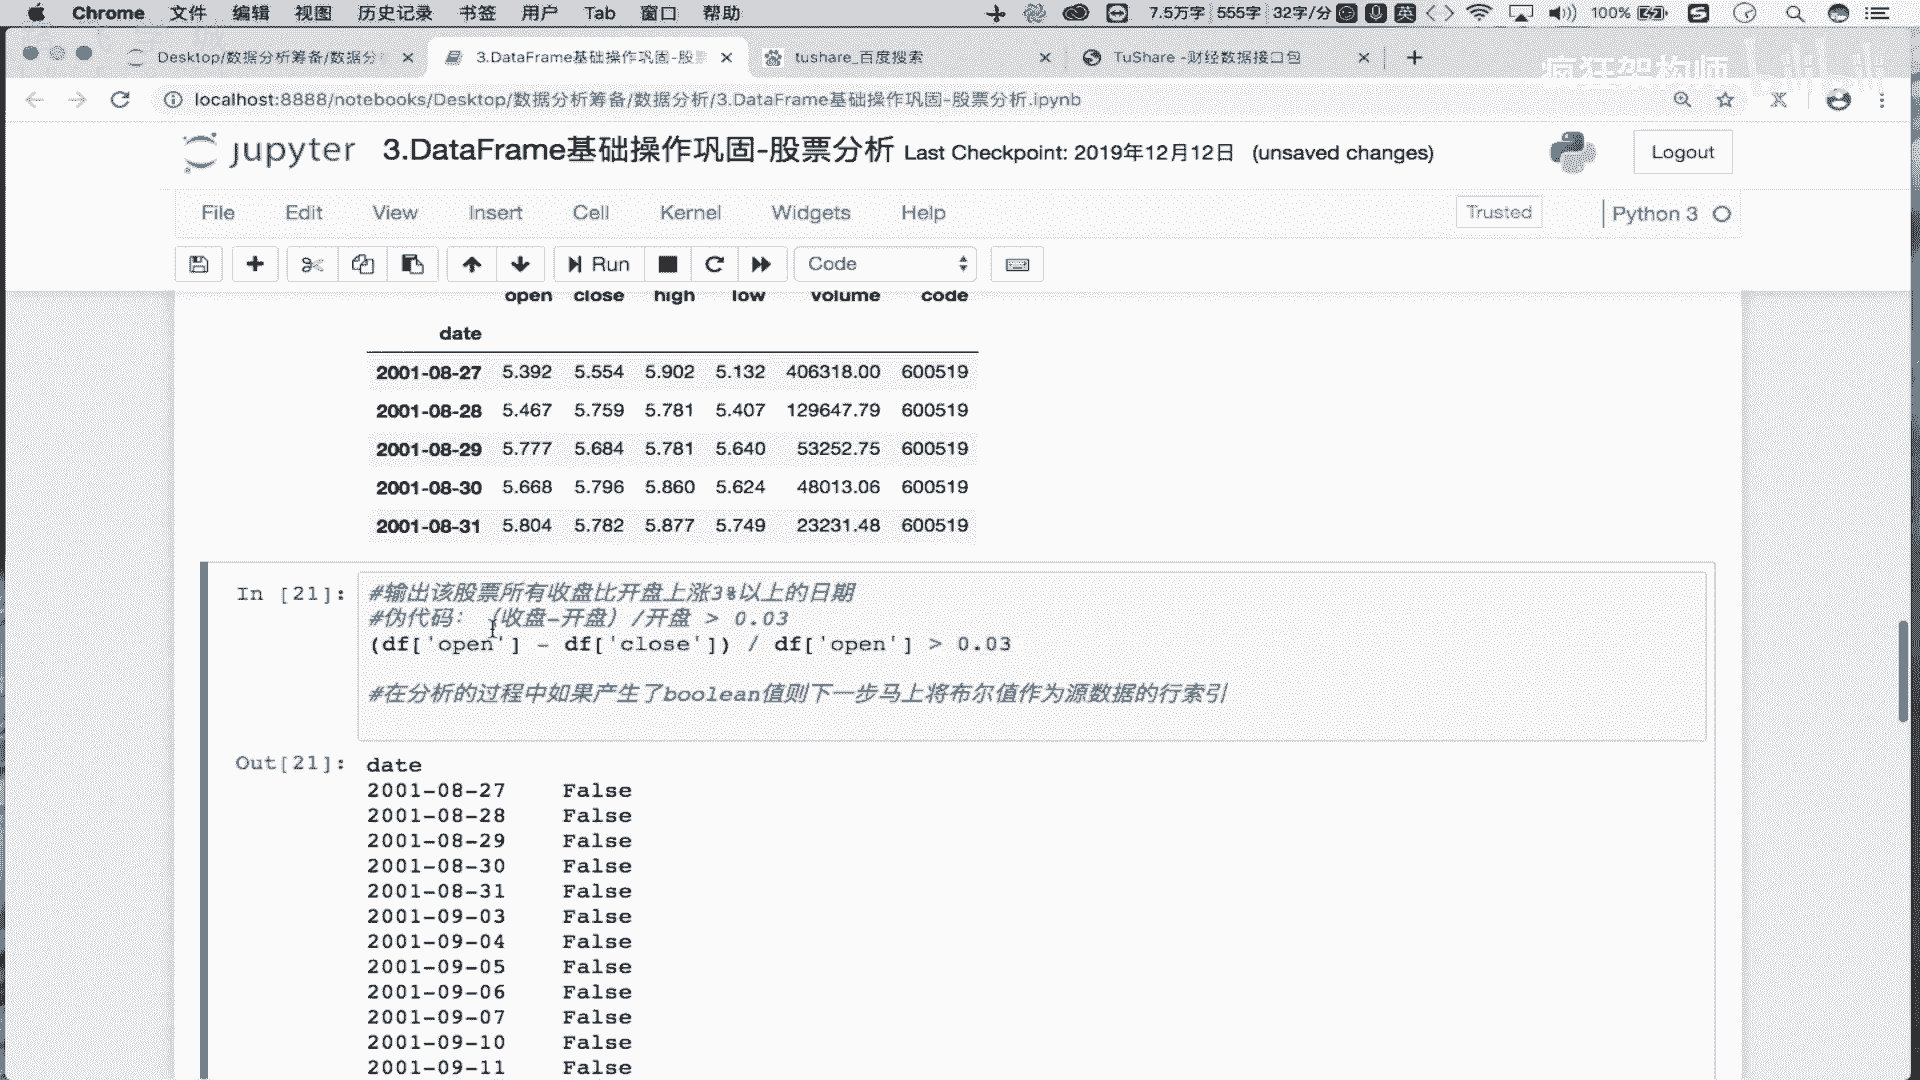 Chrome 文件 编辑 视图 历史记录 书签 用户 Tab 窗口 帮助 7.5万字 555字 32字/分 英 100%
Desktop/数据分析筹备/数据分 3.DataFrame基础操作巩固-股 tushare_百度搜索 TuShare -财经数据接口包
疯狂架构师
localhost:8888/notebooks/Desktop/数据分析筹备/数据分析/3.DataFrame基础操作巩固-股票分析.ipynb
jupyter 3.DataFrame基础操作巩固-股票分析 Last Checkpoint: 2019年12月12日 (unsaved changes) Logout
File Edit View Insert Cell Kernel Widgets Help Trusted Python 3
Run Code
open close high low volume code
date
2001-08-27 5.392 5.554 5.902 5.132 406318.00 600519
2001-08-28 5.467 5.759 5.781 5.407 129647.79 600519
2001-08-29 5.777 5.684 5.781 5.640 53252.75 600519
2001-08-30 5.668 5.796 5.860 5.624 48013.06 600519
2001-08-31 5.804 5.782 5.877 5.749 23231.48 600519
In [21]: #输出该股票所有收盘比开盘上涨3%以上的日期
#伪代码：（收盘-开盘）/开盘 > 0.03
(df['open'] - df['close']) / df['open'] > 0.03
#在分析的过程中如果产生了boolean值则下一步马上将布尔值作为源数据的行索引
Out[21]: date
2001-08-27 False
2001-08-28 False
2001-08-29 False
2001-08-30 False
2001-08-31 False
2001-09-03 False
2001-09-04 False
2001-09-05 False
2001-09-06 False
2001-09-07 False
2001-09-10 False
2001-09-11 False